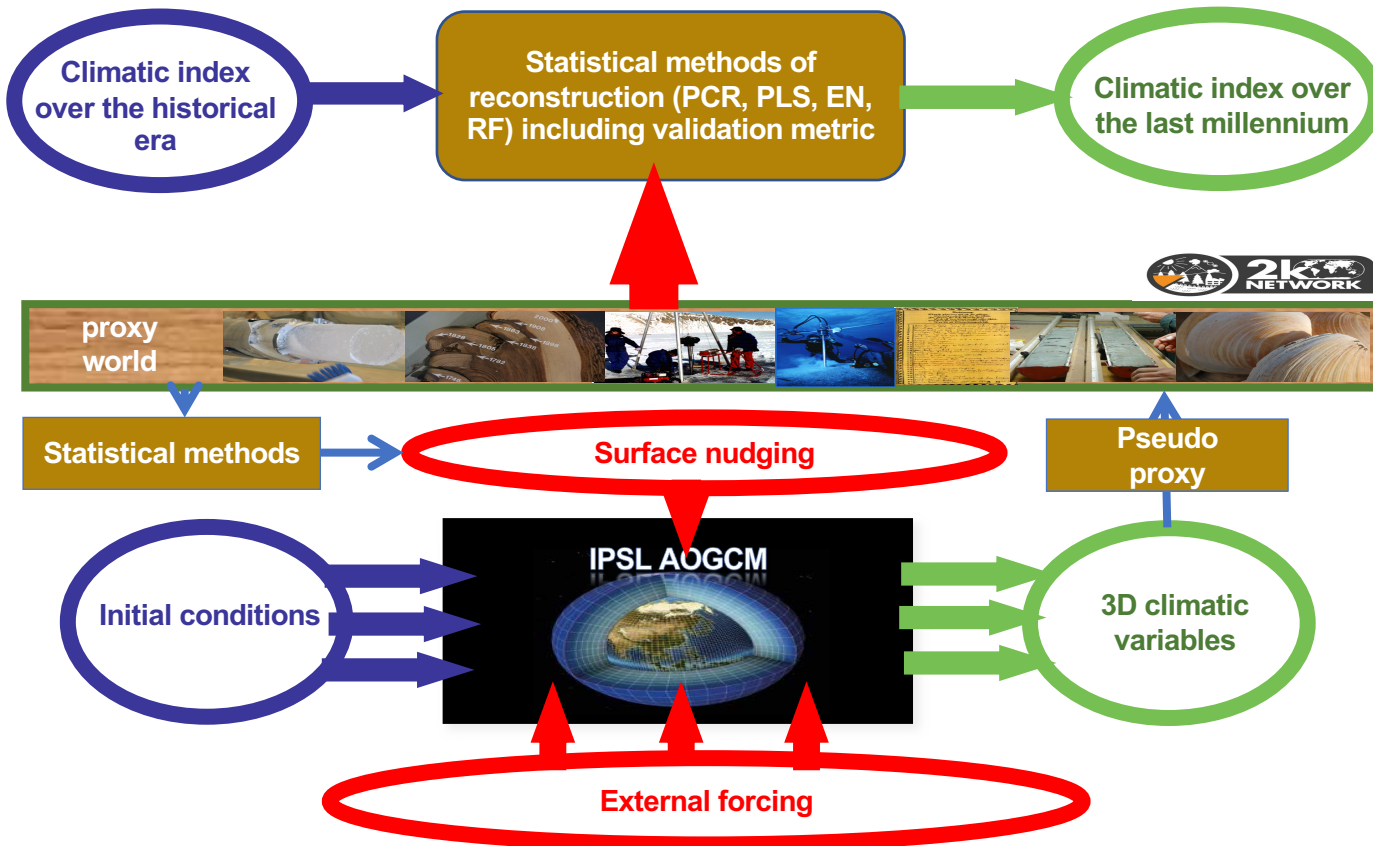 Climatic index
over the historical
era
Statistical methods of
reconstruction (PCR, PLS, EN,
RF) including validation metric
Climatic index over
the last millennium
2k
NETWORK
proxy
world
Statistical methods
Surface nudging
Pseudo
proxy
Initial conditions
IPSL AOGCM
3D climatic
variables
External forcing